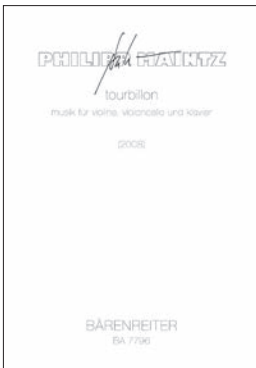 PHILIPP MAINTZ
tourbillon
musik für violine, violoncello und klavier
(2008)
BÄRENREITER
BA 7796